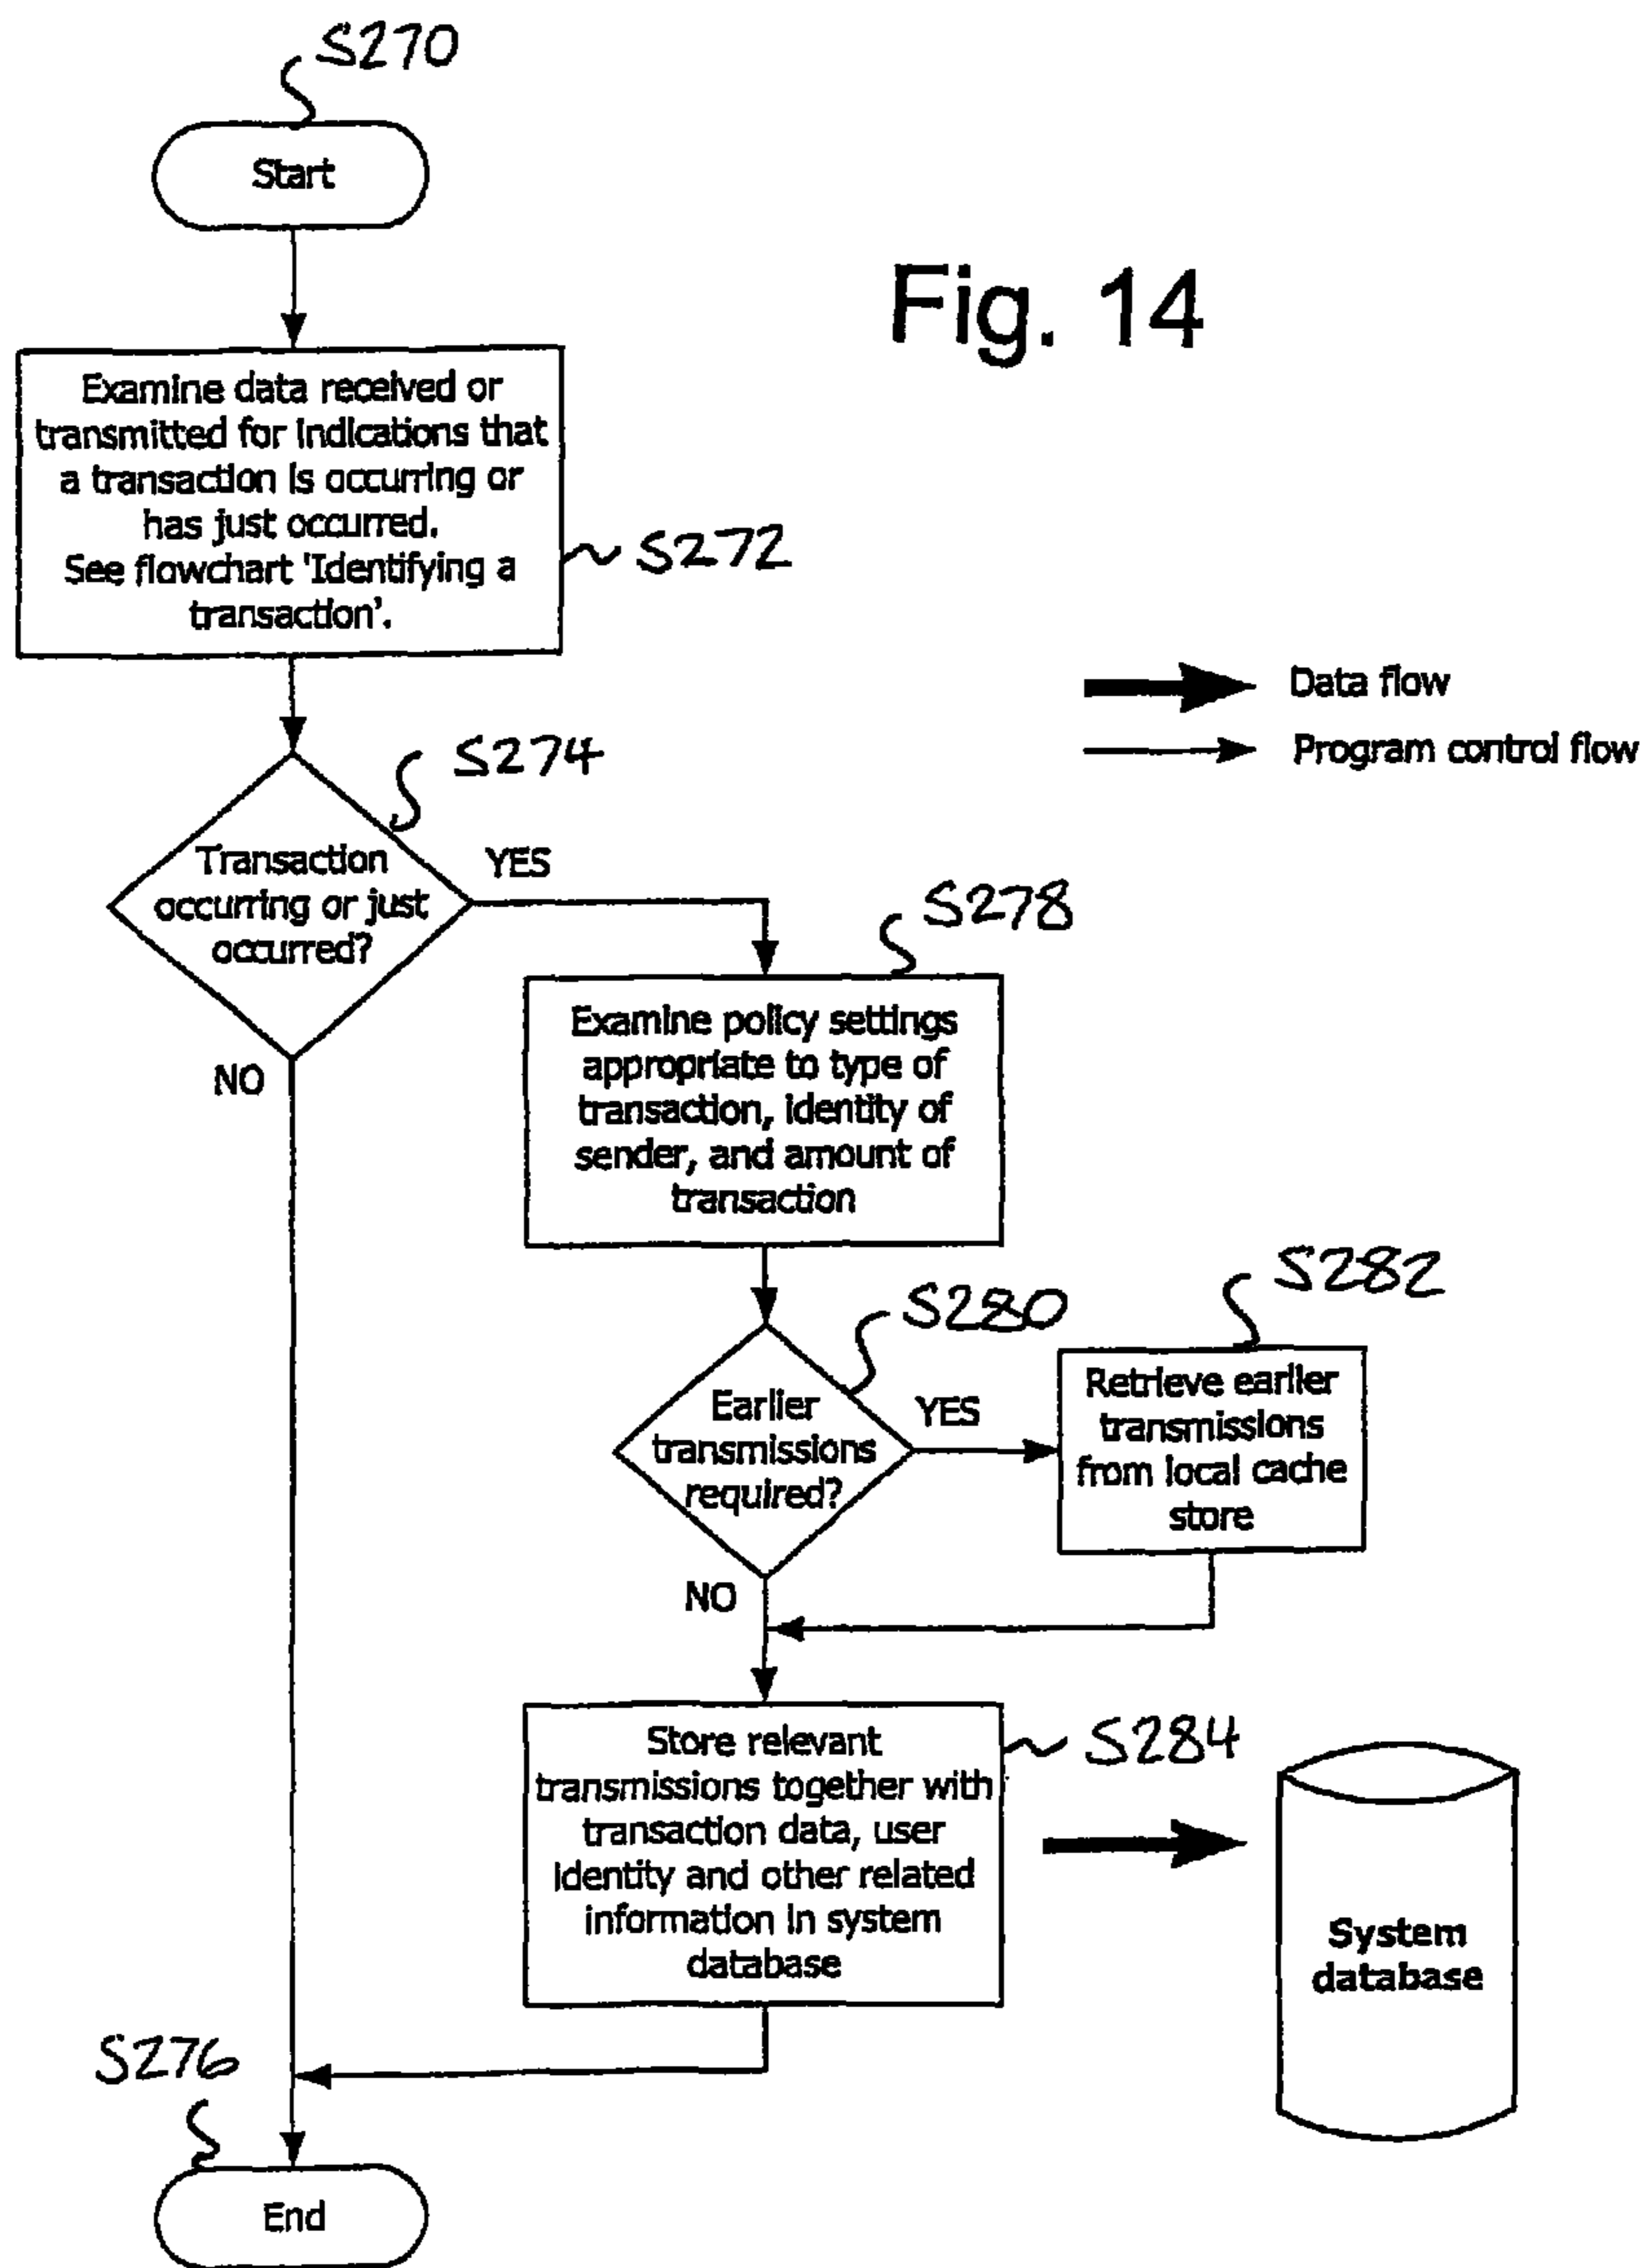 S270
Start
Fig. 14
Examine data received or
transmitted for indications that
a transaction is occurring or
has just occurred.
See flowchart 'Identifying a
transaction'.
S272
Data flow
Program control flow
S274
Transaction
occurring or just
occurred?
YES
NO
S278
Examine policy settings
appropriate to type of
transaction, identity of
sender, and amount of
transaction
S280
Earlier
transmissions
required?
YES
NO
S282
Retrieve earlier
transmissions
from local cache
store
Store relevant
transmissions together with
transaction data, user
identity and other related
information in system
database
S284
System
database
S276
End